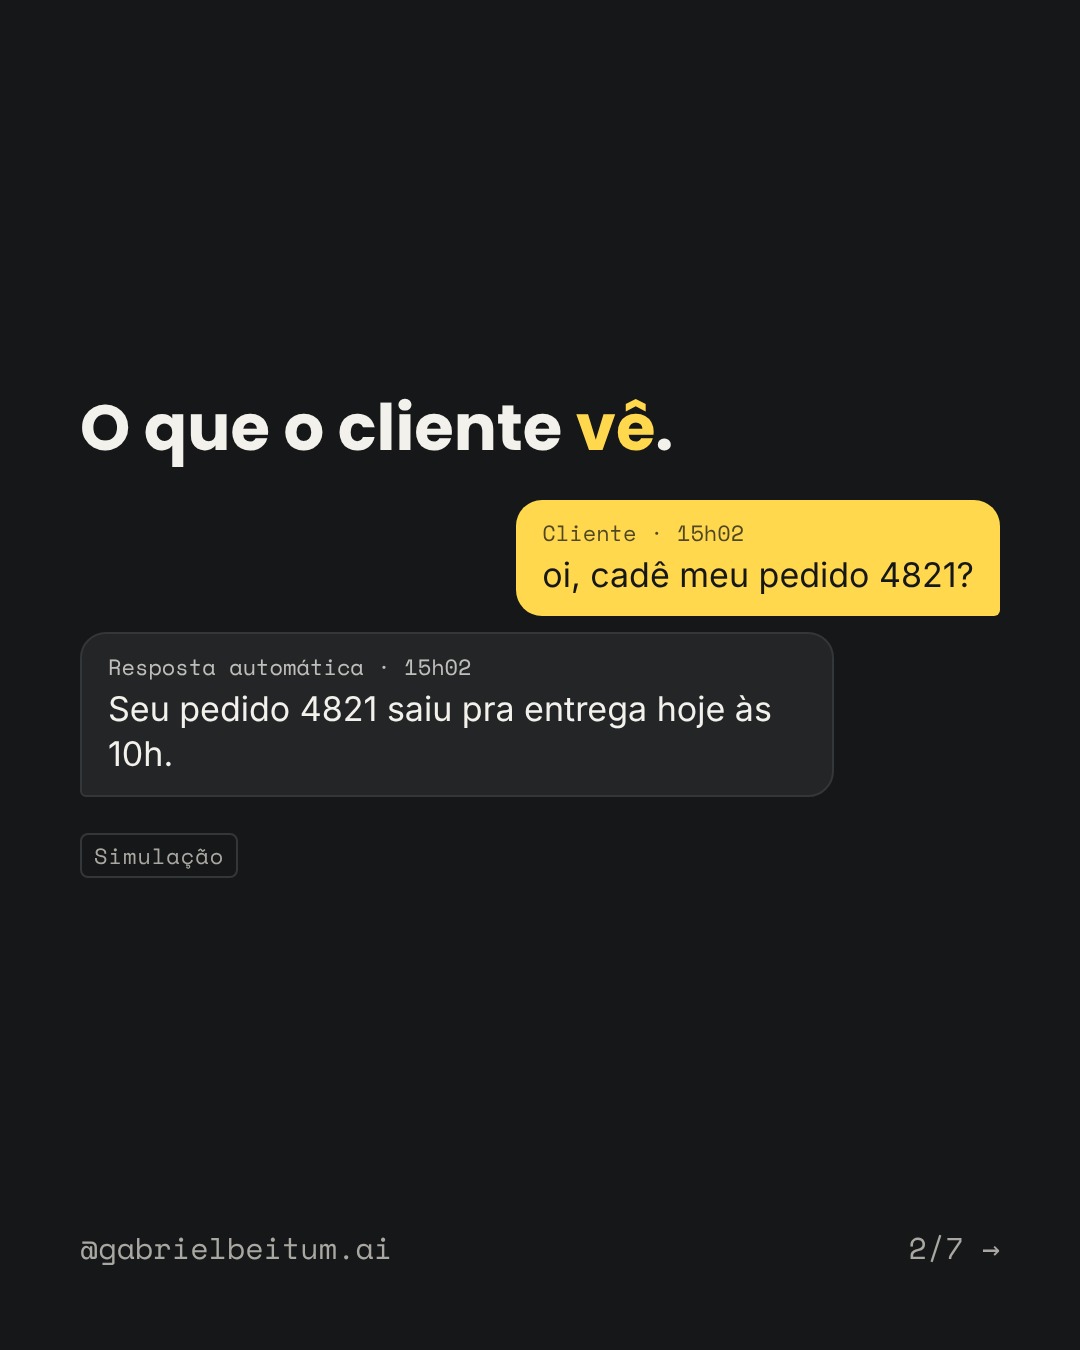 O que o cliente vê.
Cliente · 15h02
oi, cadê meu pedido 4821?
Resposta automática · 15h02
Seu pedido 4821 saiu pra entrega hoje às
10h.
Simulação
@gabrielbeitum.ai
2/7 →